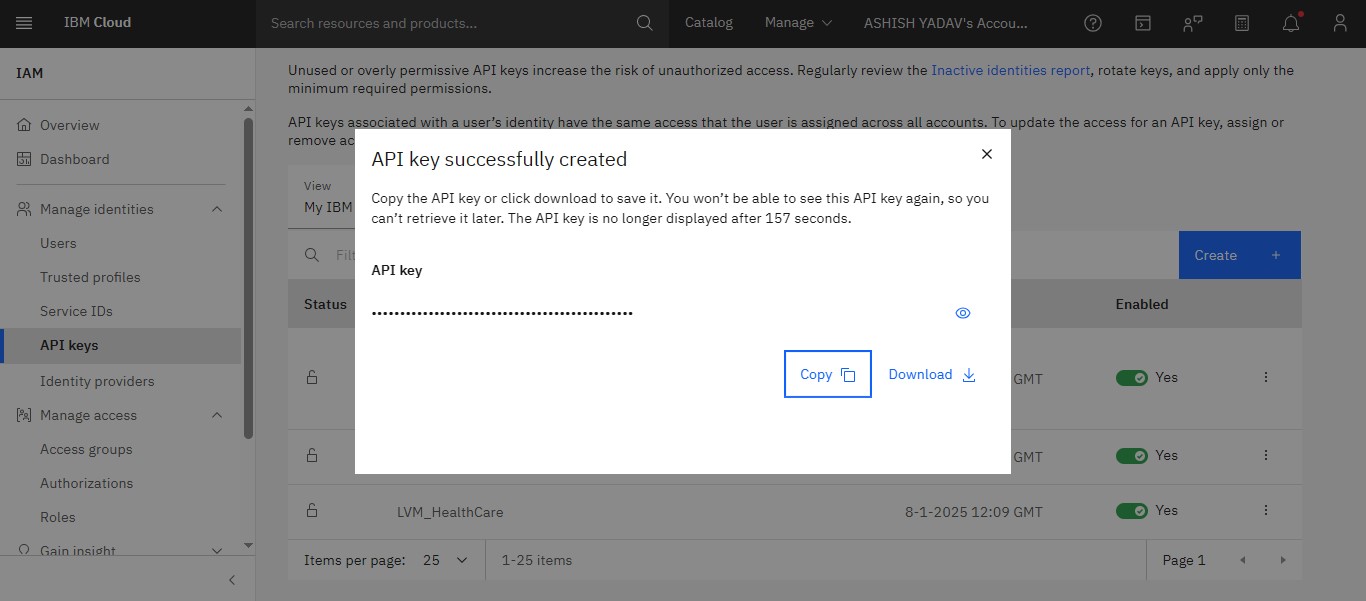 IBM Cloud
Search resources and products...
Catalog
Manage
ASHISH YADAV's Accou...
IAM
Overview
Dashboard
Manage identities
Users
Trusted profiles
Service IDs
API keys
Identity providers
Manage access
Access groups
Authorizations
Roles
Gain insight
Unused or overly permissive API keys increase the risk of unauthorized access. Regularly review the Inactive identities report, rotate keys, and apply only the
minimum required permissions.
API keys associated with a user's identity have the same access that the user is assigned across all accounts. To update the access for an API key, assign or
remove ac
View
My IBM
Filt
Create +
Status
Enabled
API key successfully created
Copy the API key or click download to save it. You won't be able to see this API key again, so you
can't retrieve it later. The API key is no longer displayed after 157 seconds.
API key
••••••••••••••••••••••••••••••••••••••••••••
Copy
Download
GMT
Yes
GMT
Yes
LVM_HealthCare
8-1-2025 12:09 GMT
Yes
Items per page: 25
1-25 items
Page 1